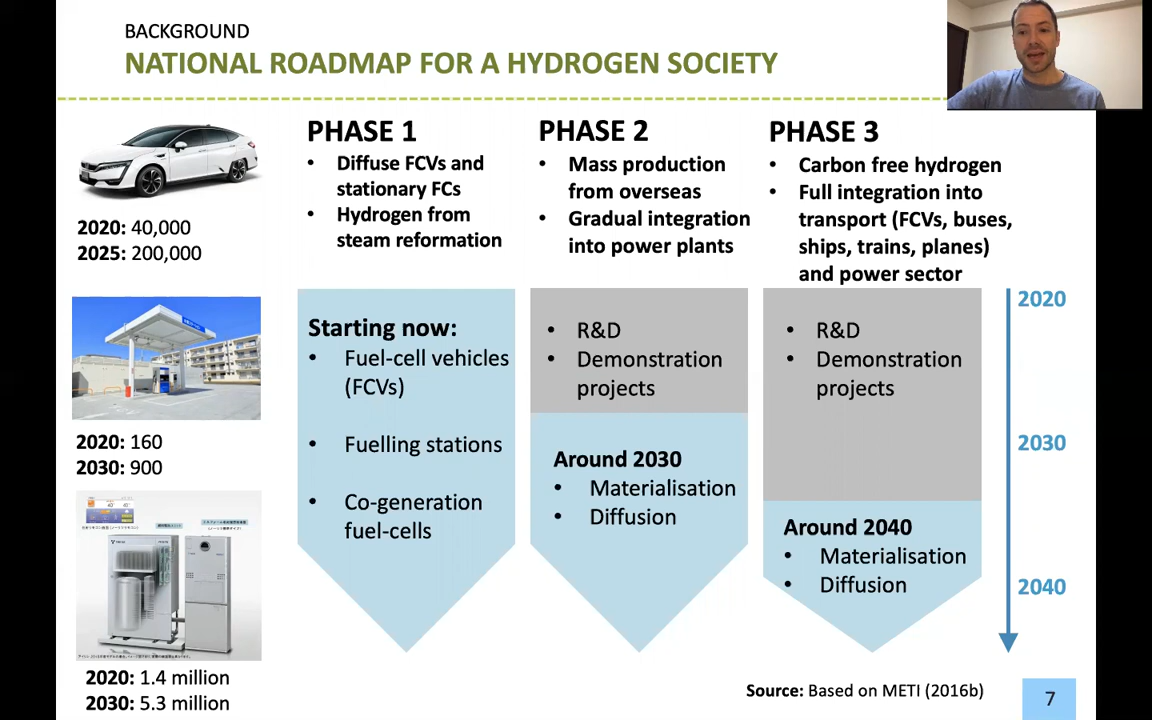 BACKGROUND
NATIONAL ROADMAP FOR A HYDROGEN SOCIETY
2020: 40,000
2025: 200,000
2020: 160
2030: 900
2020: 1.4 million
2030: 5.3 million
PHASE 1
• Diffuse FCVs and
stationary FCs
• Hydrogen from
steam reformation
Starting now:
• Fuel-cell vehicles
(FCVs)
• Fuelling stations
• Co-generation
fuel-cells
PHASE 2
• Mass production
from overseas
• Gradual integration
into power plants
• R&D
• Demonstration
projects
Around 2030
• Materialisation
• Diffusion
PHASE 3
• Carbon free hydrogen
• Full integration into
transport (FCVs, buses,
ships, trains, planes)
and power sector
• R&D
• Demonstration
projects
Around 2040
• Materialisation
• Diffusion
2020
2030
2040
Source: Based on METI (2016b)
7